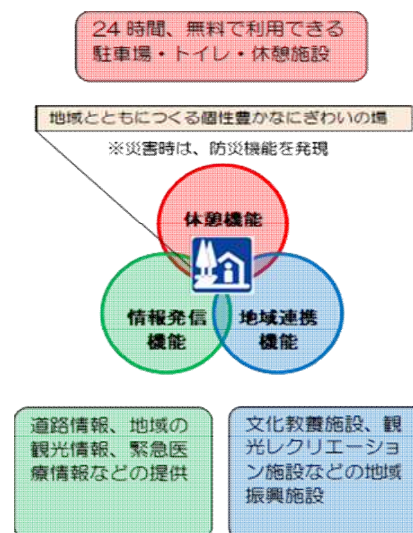 24 時間、無料で利用できる
駐車場・トイレ・休憩施設
地域とともにつくる個性豊かなにぎわいの場
※災害時は、防災機能を発現
休憩機能
情報発信
機能
地域連携
機能
道路情報、地域の
観光情報、緊急医
療情報などの提供
文化教養施設、観
光レクリエーショ
ン施設などの地域
振興施設